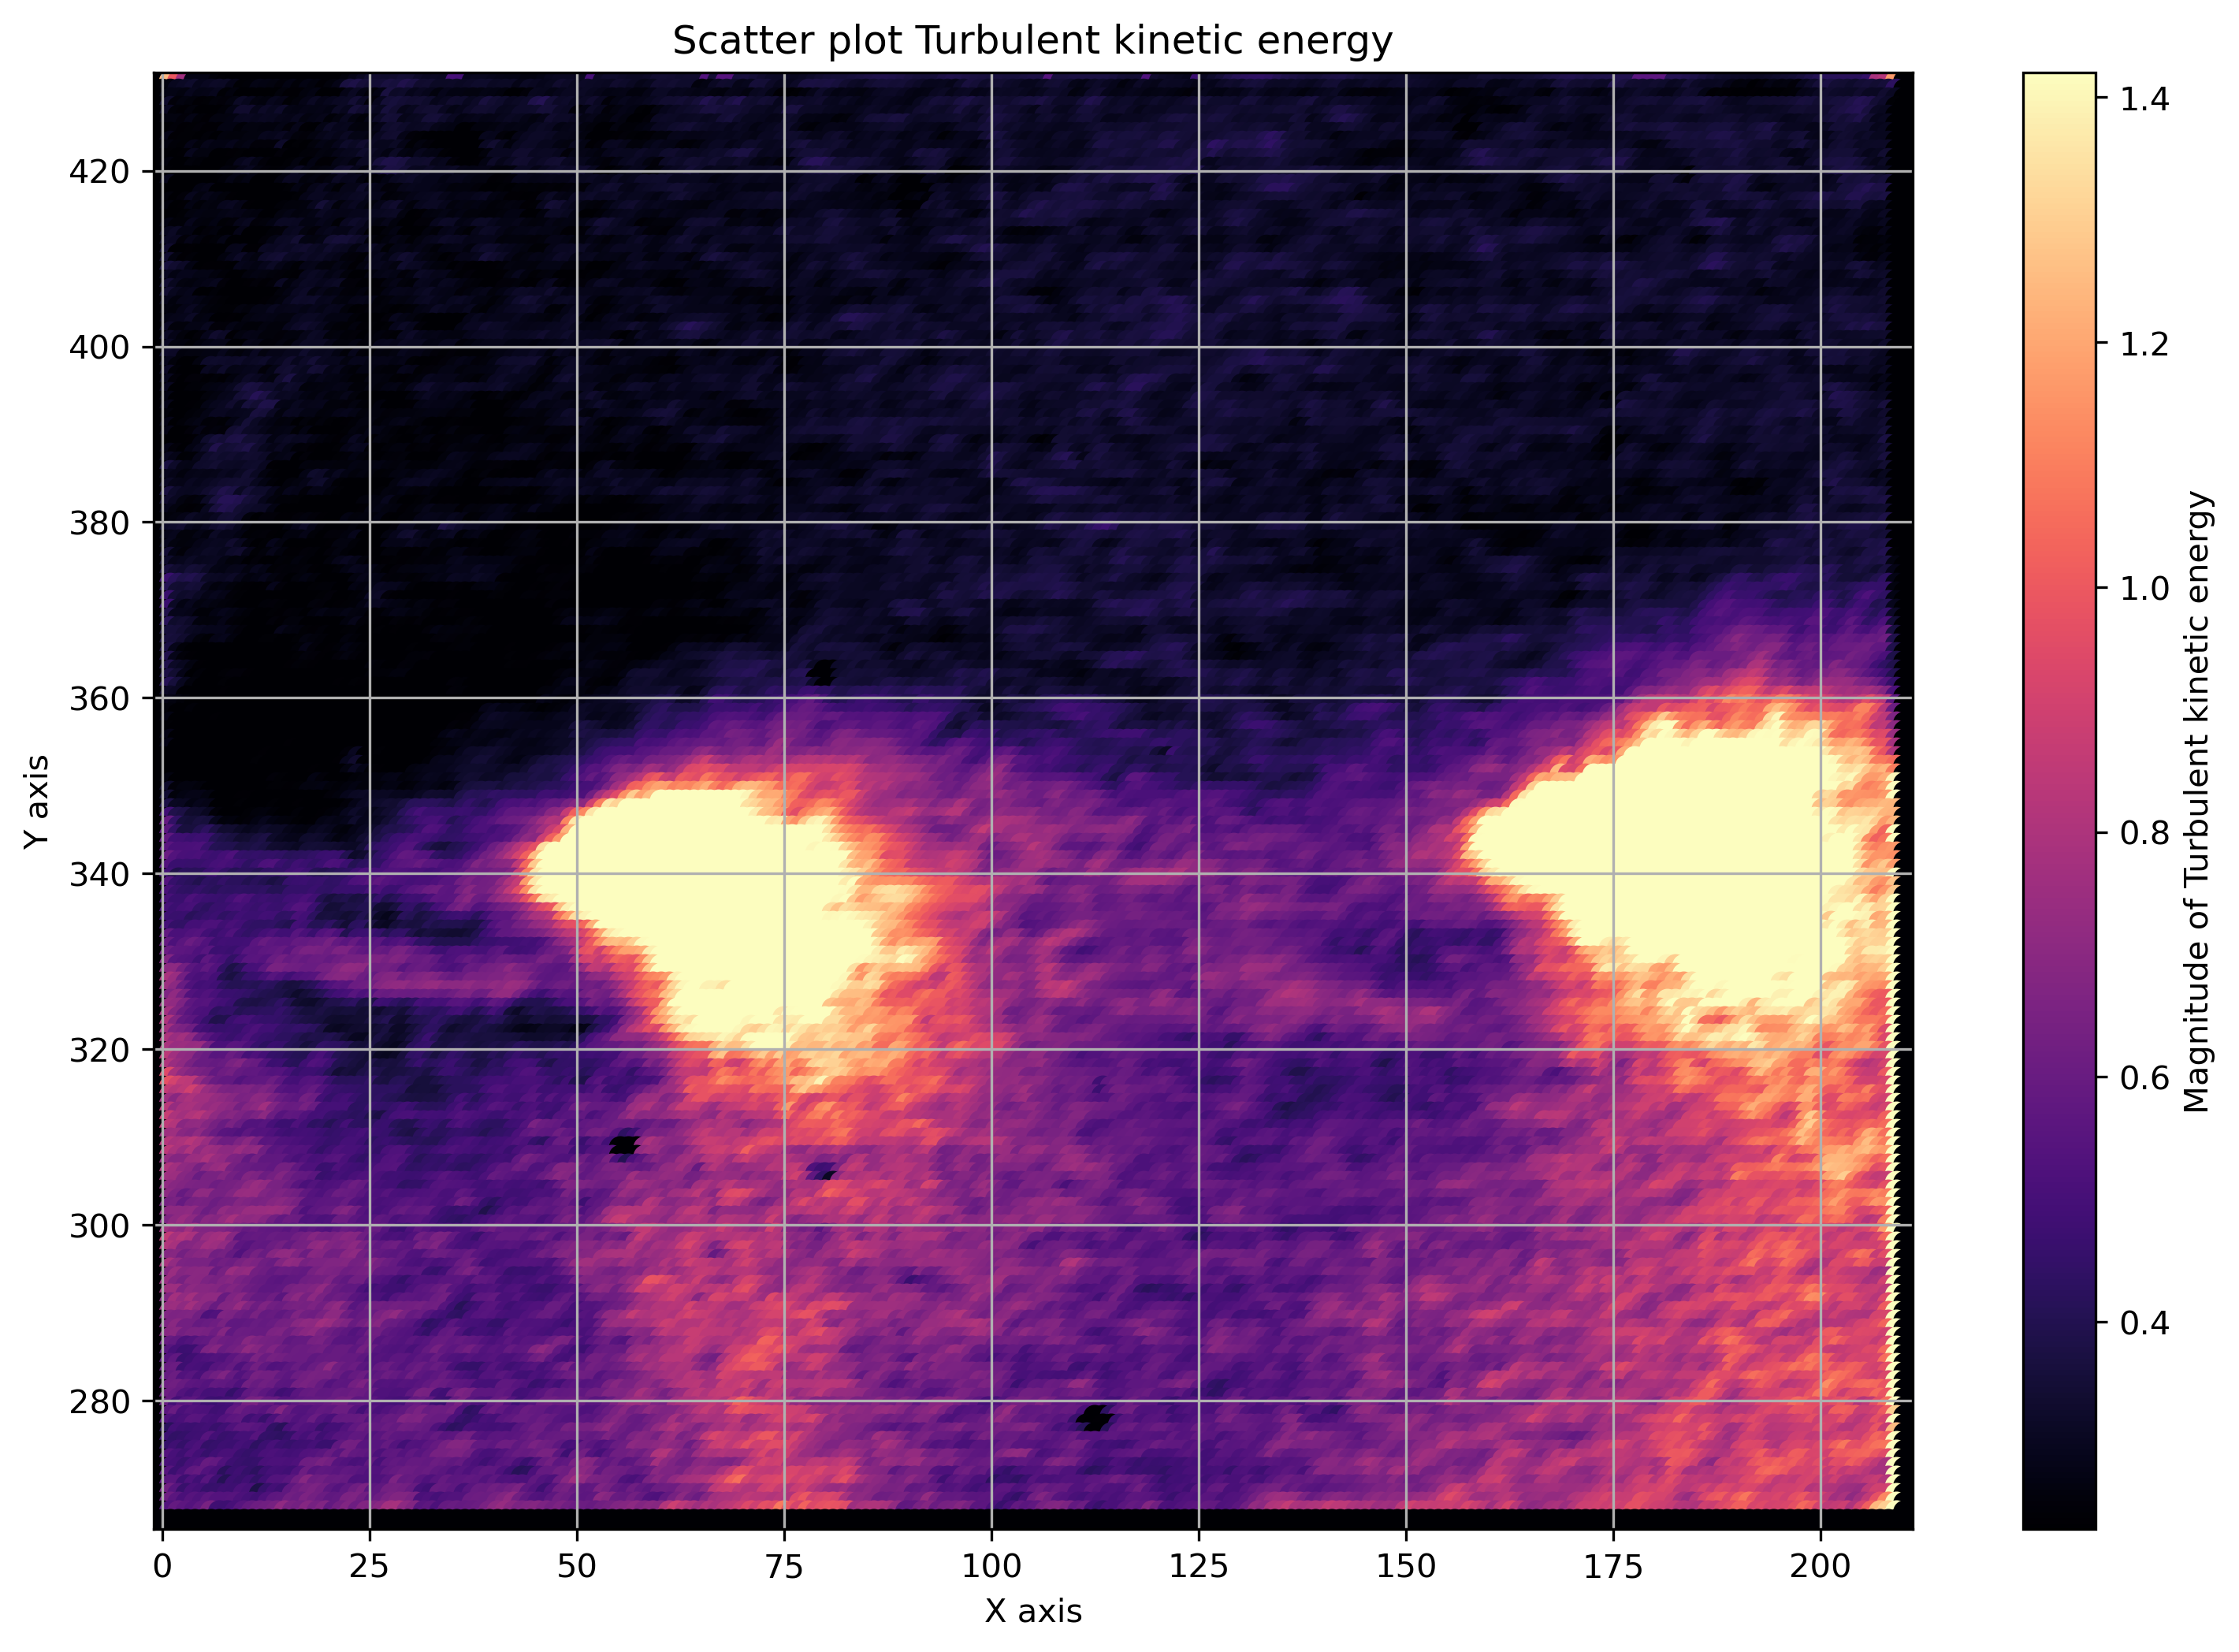 Scatter plot Turbulent kinetic energy
420
400
380
360
340
320
300
280
Y axis
0 25 50 75 100 125 150 175 200
X axis
1.4
1.2
1.0
0.8
0.6
0.4
Magnitude of Turbulent kinetic energy